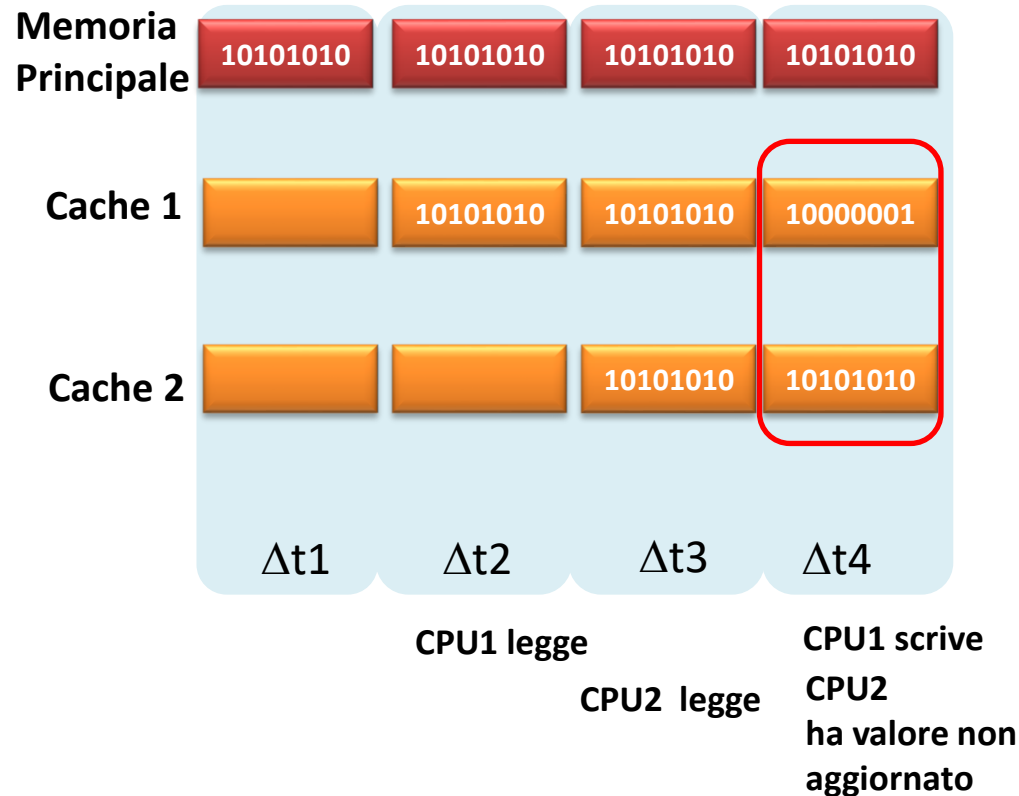 Memoria
Principale
10101010 10101010 10101010 10101010
Cache 1
10101010 10101010 10000001
Cache 2
10101010 10101010
Δt1 Δt2 Δt3 Δt4
CPU1 legge
CPU2 legge
CPU1 scrive
CPU2
ha valore non
aggiornato